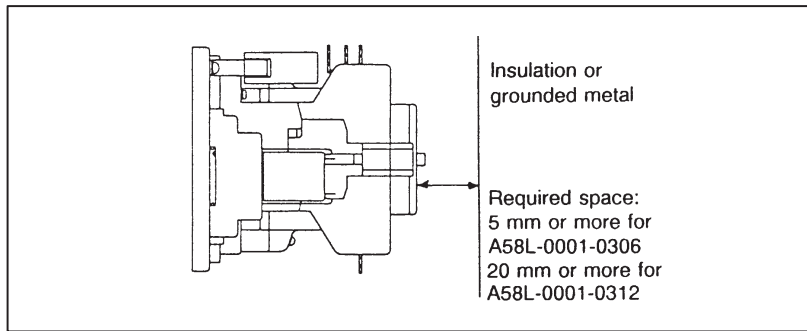 Insulation or
grounded metal
Required space:
5 mm or more for
A58L-0001-0306
20 mm or more for
A58L-0001-0312